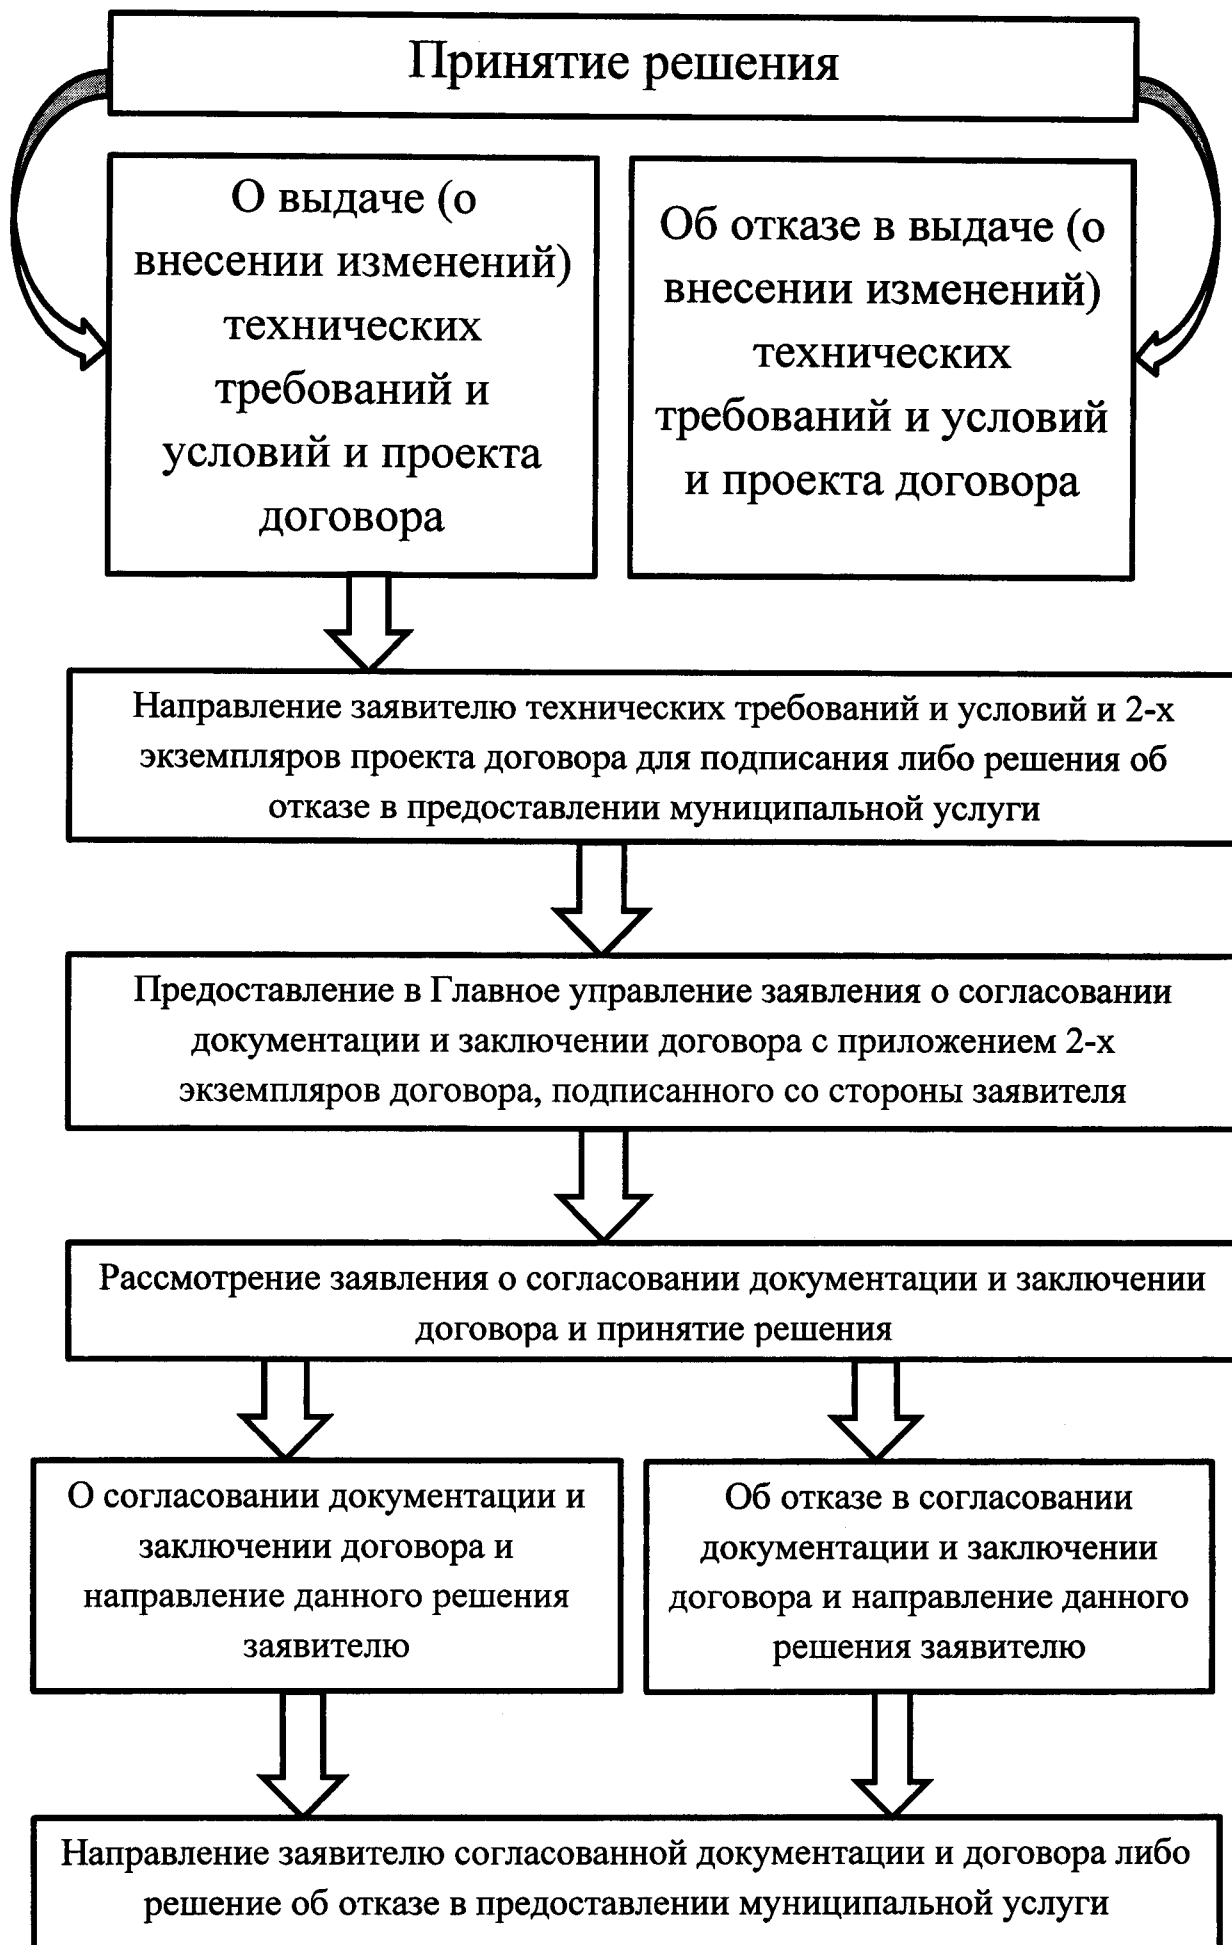 Принятие решения
О выдаче (о
внесении изменений)
технических
требований и
условий и проекта
договора
Об отказе в выдаче (о
внесении изменений)
технических
требований и условий
и проекта договора
Направление заявителю технических требований и условий и 2-х
экземпляров проекта договора для подписания либо решения об
отказе в предоставлении муниципальной услуги
Предоставление в Главное управление заявления о согласовании
документации и заключении договора с приложением 2-х
экземпляров договора, подписанного со стороны заявителя
Рассмотрение заявления о согласовании документации и заключении
договора и принятие решения
О согласовании документации и
заключении договора и
направление данного решения
заявителю
Об отказе в согласовании
документации и заключении
договора и направление данного
решения заявителю
Направление заявителю согласованной документации и договора либо
решение об отказе в предоставлении муниципальной услуги